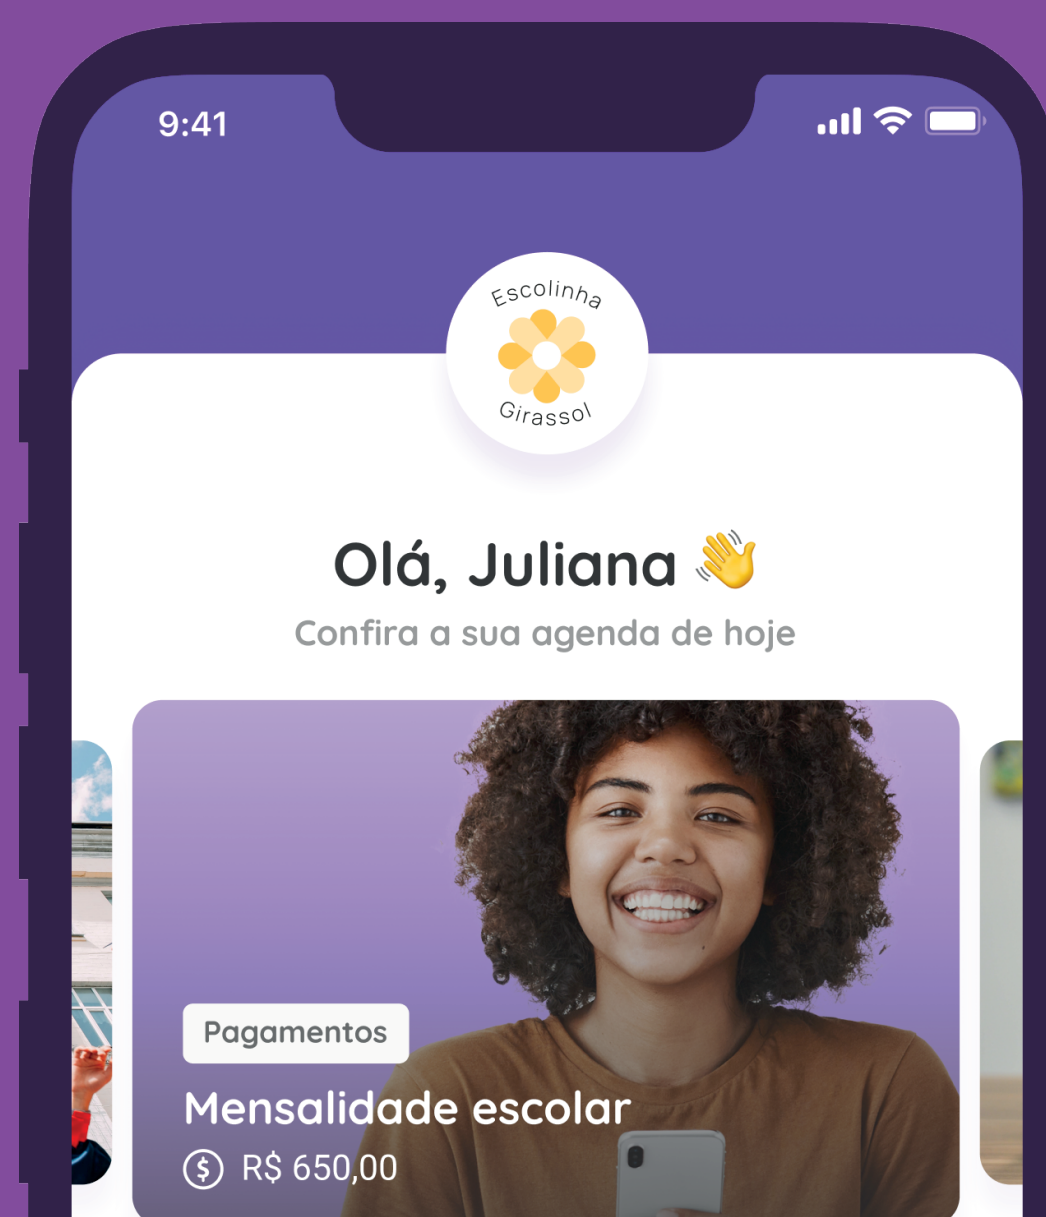 9:41
Escolinha
Girassol
Olá, Juliana 👋
Confira a sua agenda de hoje
Pagamentos
Mensalidade escolar
R$ 650,00